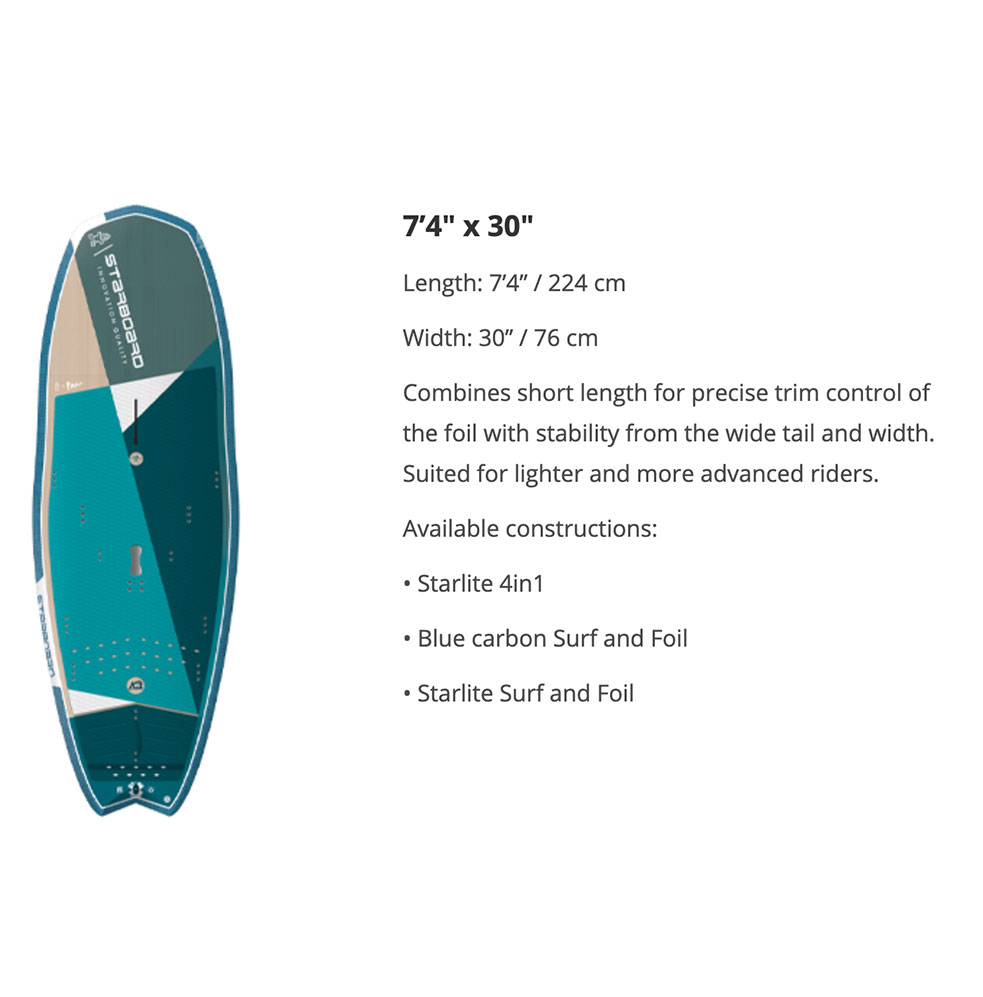 STARBOARD
INNOVATION QUALITY
STARBOARD
7’4" x 30"
Length: 7’4” / 224 cm
Width: 30” / 76 cm
Combines short length for precise trim control of
the foil with stability from the wide tail and width.
Suited for lighter and more advanced riders.
Available constructions:
• Starlite 4in1
• Blue carbon Surf and Foil
• Starlite Surf and Foil